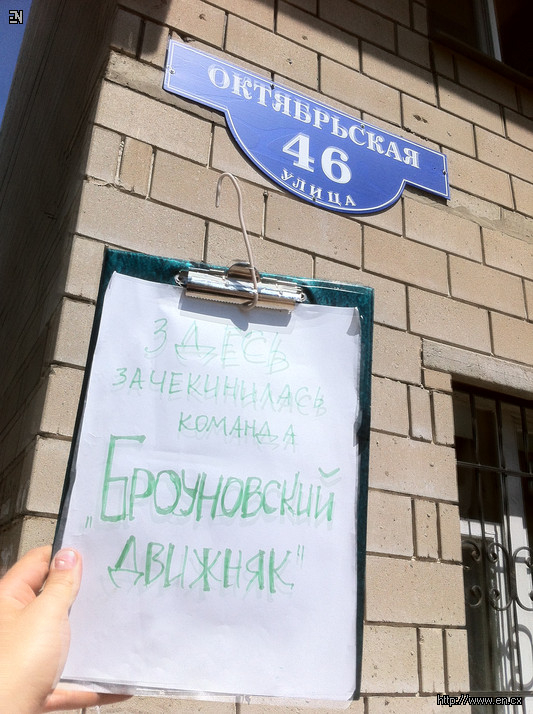 EN
ОКТЯБРЬСКАЯ
46
УЛИЦА
ЗДЕСЬ
ЗАЧЕКИНИЛАСЬ
КОМАНДА
„БРОУНОВСКИЙ
ДВИЖНЯК"
http://www.en.cx